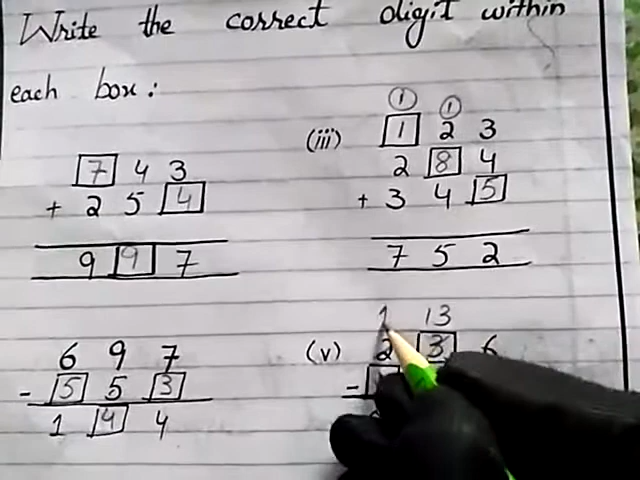 Write the correct digit within
each box :
7 4 3
+ 2 5 4
9 9 7
(iii)
1 1
1 2 3
2 8 4
+ 3 4 5
7 5 2
6 9 7
- 5 5 3
1 4 4
(v)
1 13
2 3 6
-